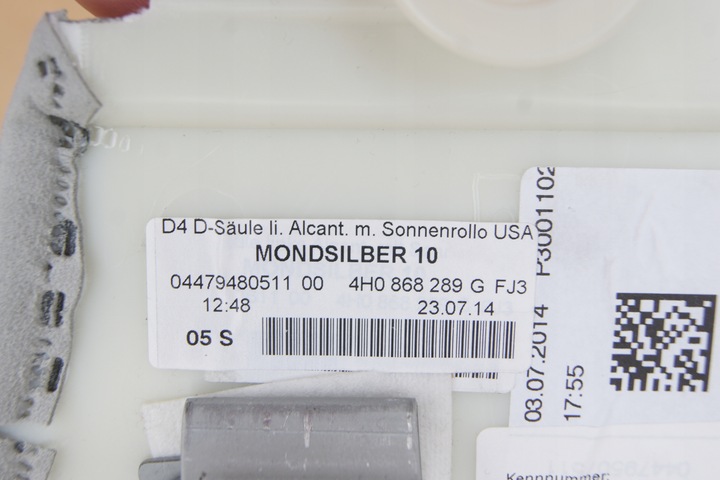 D4 D-Säule li. Alcant. m. Sonnenrollo USA
MONDSILBER 10
04479480511 00 4H0 868 289 G FJ3
12:48 23.07.14
05 S
03.07.2014 P3001102
17:55
Kennnummer: